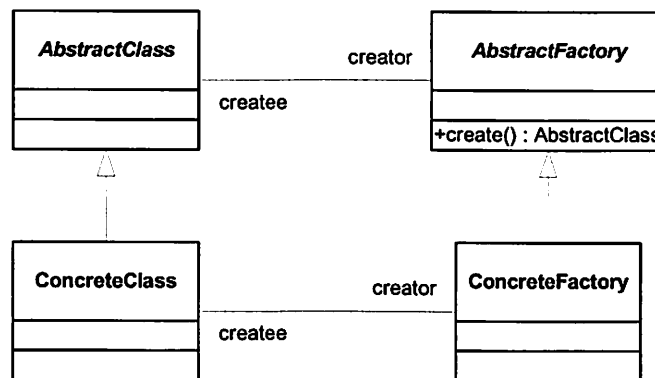 AbstractClass
AbstractFactory
creator
createe
+create() : AbstractClass
ConcreteClass
ConcreteFactory
creator
createe